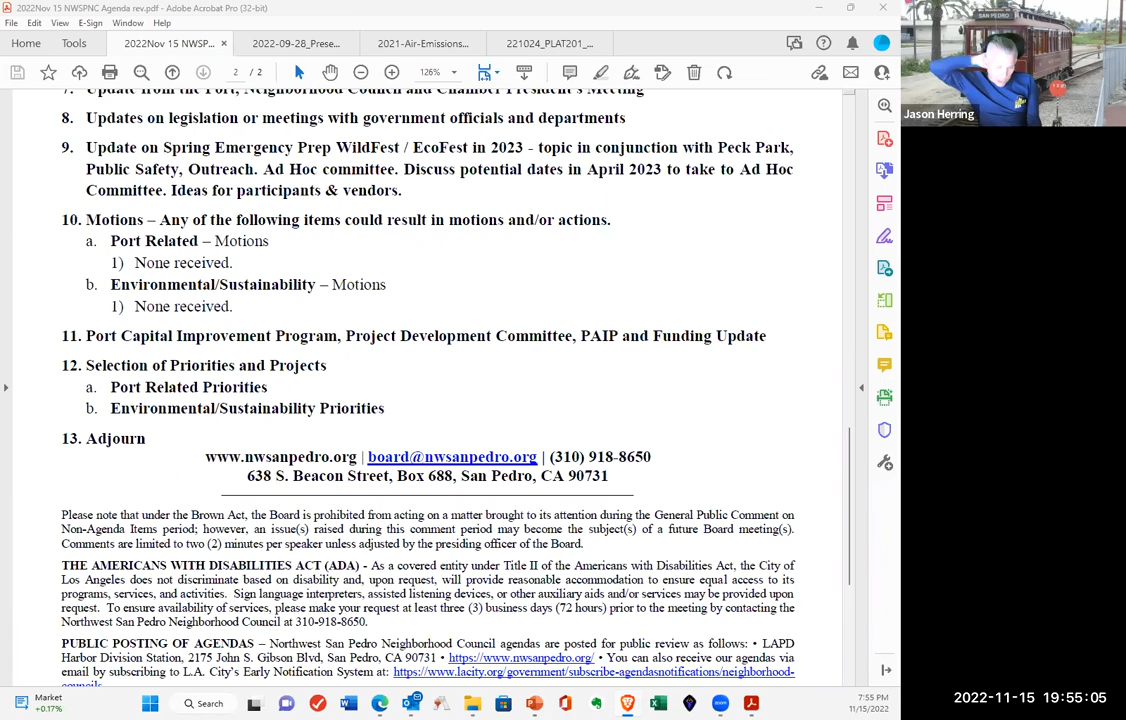 2022Nov 15 NWSPNC Agenda rev.pdf - Adobe Acrobat Pro (32-bit)
File Edit View E-Sign Window Help
Home Tools 2022Nov 15 NWSP... × 2022-09-28_Prese... 2021-Air-Emissions... 221024_PLAT201_...
2 / 2 126%
7. Update from the Port, Neighborhood Council and Chamber President's Meeting
8. Updates on legislation or meetings with government officials and departments
9. Update on Spring Emergency Prep WildFest / EcoFest in 2023 - topic in conjunction with Peck Park,
Public Safety, Outreach. Ad Hoc committee. Discuss potential dates in April 2023 to take to Ad Hoc
Committee. Ideas for participants & vendors.
10. Motions – Any of the following items could result in motions and/or actions.
a. Port Related – Motions
1) None received.
b. Environmental/Sustainability – Motions
1) None received.
11. Port Capital Improvement Program, Project Development Committee, PAIP and Funding Update
12. Selection of Priorities and Projects
a. Port Related Priorities
b. Environmental/Sustainability Priorities
13. Adjourn
www.nwsanpedro.org | board@nwsanpedro.org | (310) 918-8650
638 S. Beacon Street, Box 688, San Pedro, CA 90731
Please note that under the Brown Act, the Board is prohibited from acting on a matter brought to its attention during the General Public Comment on
Non-Agenda Items period; however, an issue(s) raised during this comment period may become the subject(s) of a future Board meeting(s).
Comments are limited to two (2) minutes per speaker unless adjusted by the presiding officer of the Board.
THE AMERICANS WITH DISABILITIES ACT (ADA) - As a covered entity under Title II of the Americans with Disabilities Act, the City of
Los Angeles does not discriminate based on disability and, upon request, will provide reasonable accommodation to ensure equal access to its
programs, services, and activities. Sign language interpreters, assisted listening devices, or other auxiliary aids and/or services may be provided upon
request. To ensure availability of services, please make your request at least three (3) business days (72 hours) prior to the meeting by contacting the
Northwest San Pedro Neighborhood Council at 310-918-8650.
PUBLIC POSTING OF AGENDAS – Northwest San Pedro Neighborhood Council agendas are posted for public review as follows: • LAPD
Harbor Division Station, 2175 John S. Gibson Blvd, San Pedro, CA 90731 • https://www.nwsanpedro.org/ • You can also receive our agendas via
email by subscribing to L.A. City's Early Notification System at: https://www.lacity.org/government/subscribe-agendasnotifications/neighborhood-
councils
SAN PEDRO
Jason Herring
Market
+0.17%
Search
7:55 PM
11/15/2022
2022-11-15 19:55:05